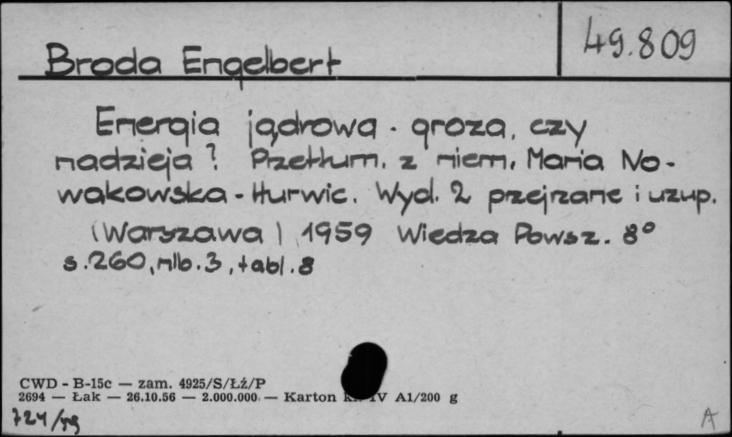 49.809
Broda Engelbert
Energia jądrowa - groza, czy
nadzieja? Przetłum. z niem. Maria No-
wakowska-Hurwic. Wyd. 2 przejrzane i uzup.
(Warszawa) 1959 Wiedza Powsz. 8°
s.260, nlb.3, tabl.8
CWD - B-15c — zam. 4925/S/Łź/P
2694 — Łak — 26.10.56 — 2.000.000 — Karton IV A1/200 g
A